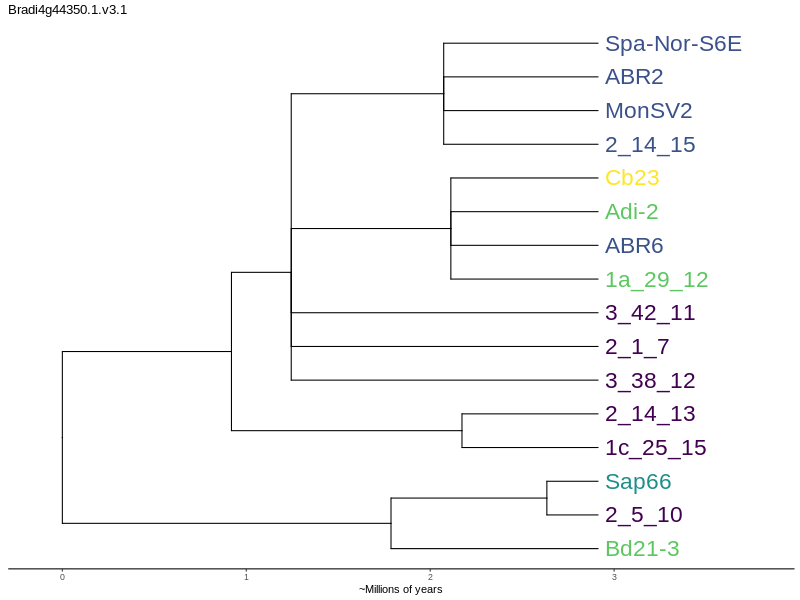 Bradi4g44350.1.v3.1
Spa-Nor-S6E
ABR2
MonSV2
2_14_15
Cb23
Adi-2
ABR6
1a_29_12
3_42_11
2_1_7
3_38_12
2_14_13
1c_25_15
Sap66
2_5_10
Bd21-3
0 1 2 3
~Millions of years